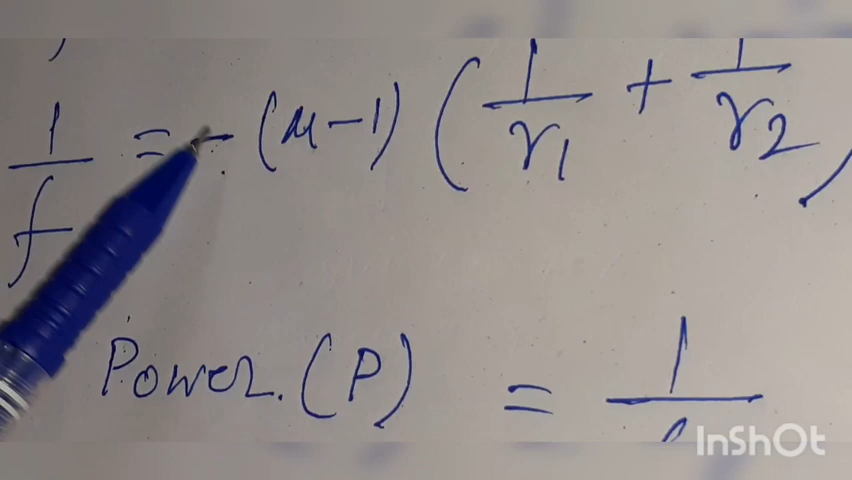 1/f = - (μ-1) (1/r1 + 1/r2)
Power. (P) = 1/f
InShOt